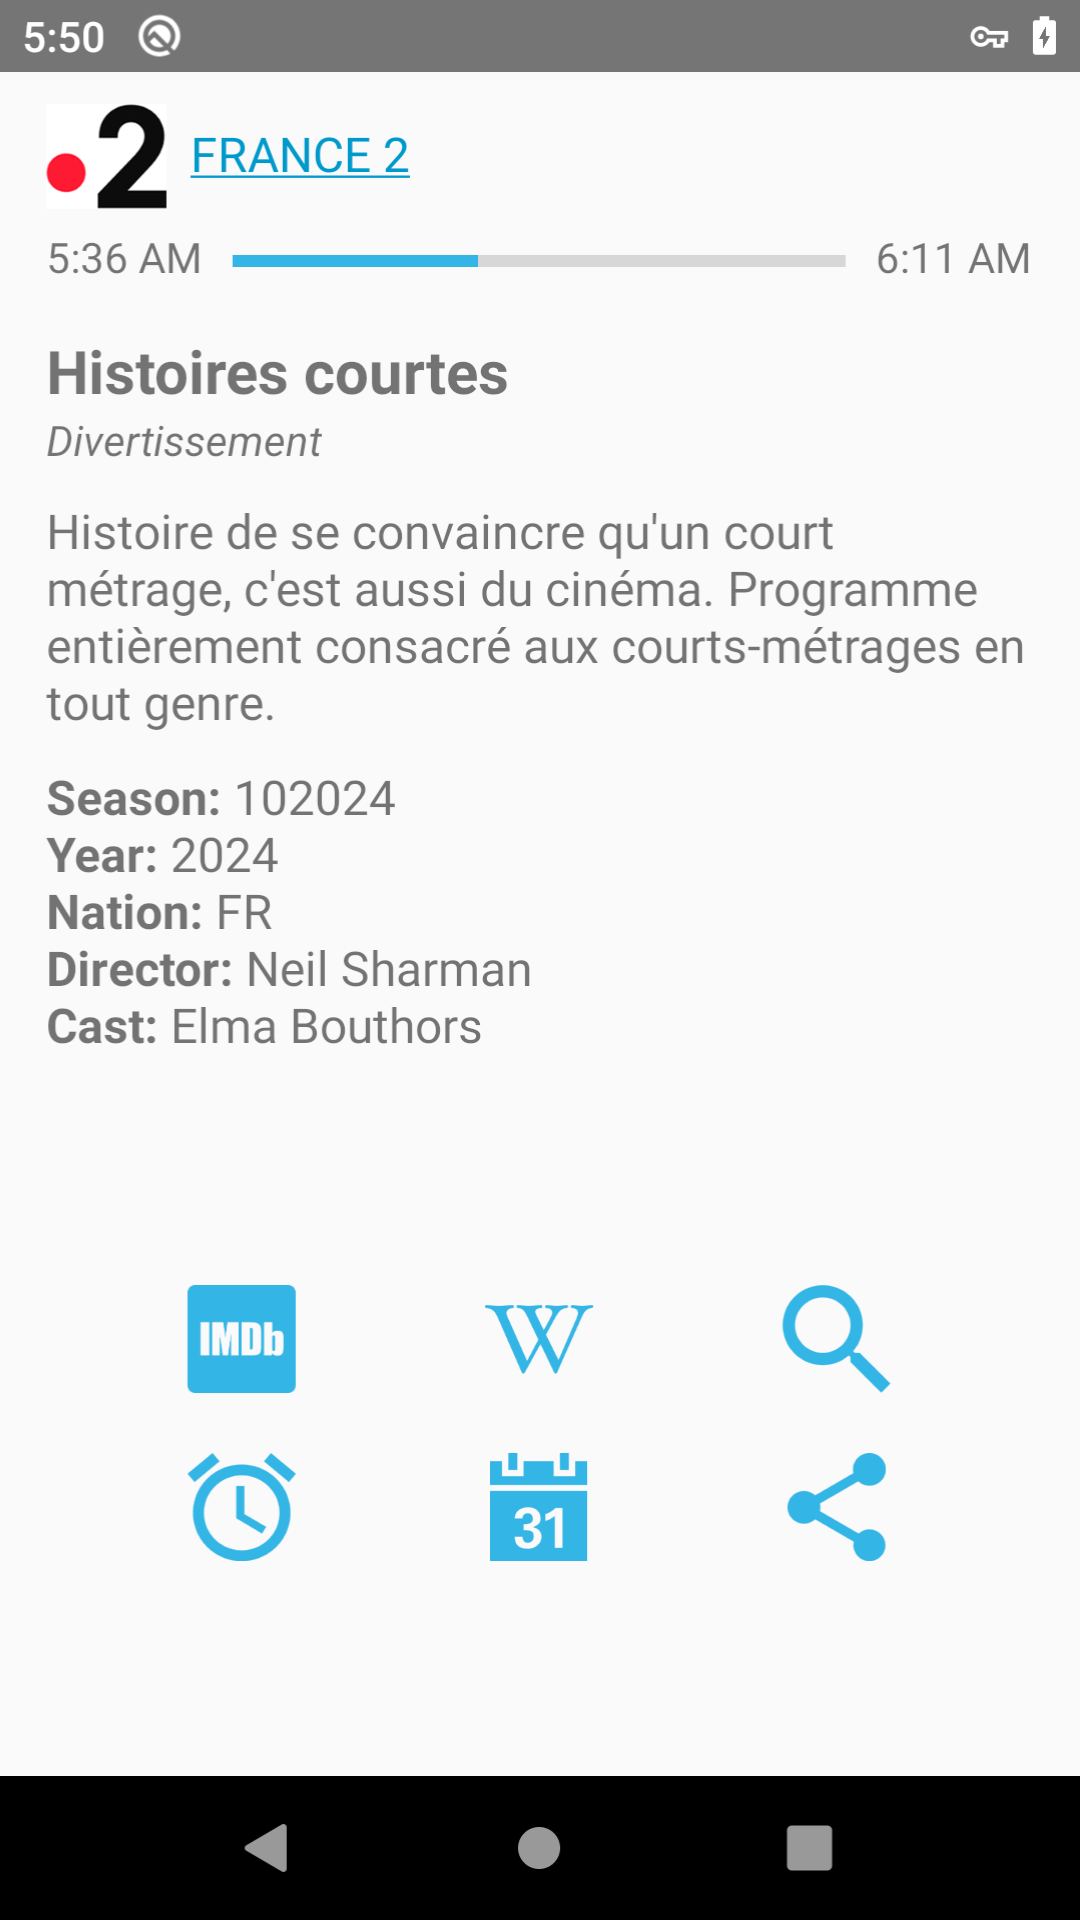 5:50
2 FRANCE 2
5:36 AM 6:11 AM
Histoires courtes
Divertissement
Histoire de se convaincre qu'un court
métrage, c'est aussi du cinéma. Programme
entièrement consacré aux courts-métrages en
tout genre.
Season: 102024
Year: 2024
Nation: FR
Director: Neil Sharman
Cast: Elma Bouthors
IMDb W
31